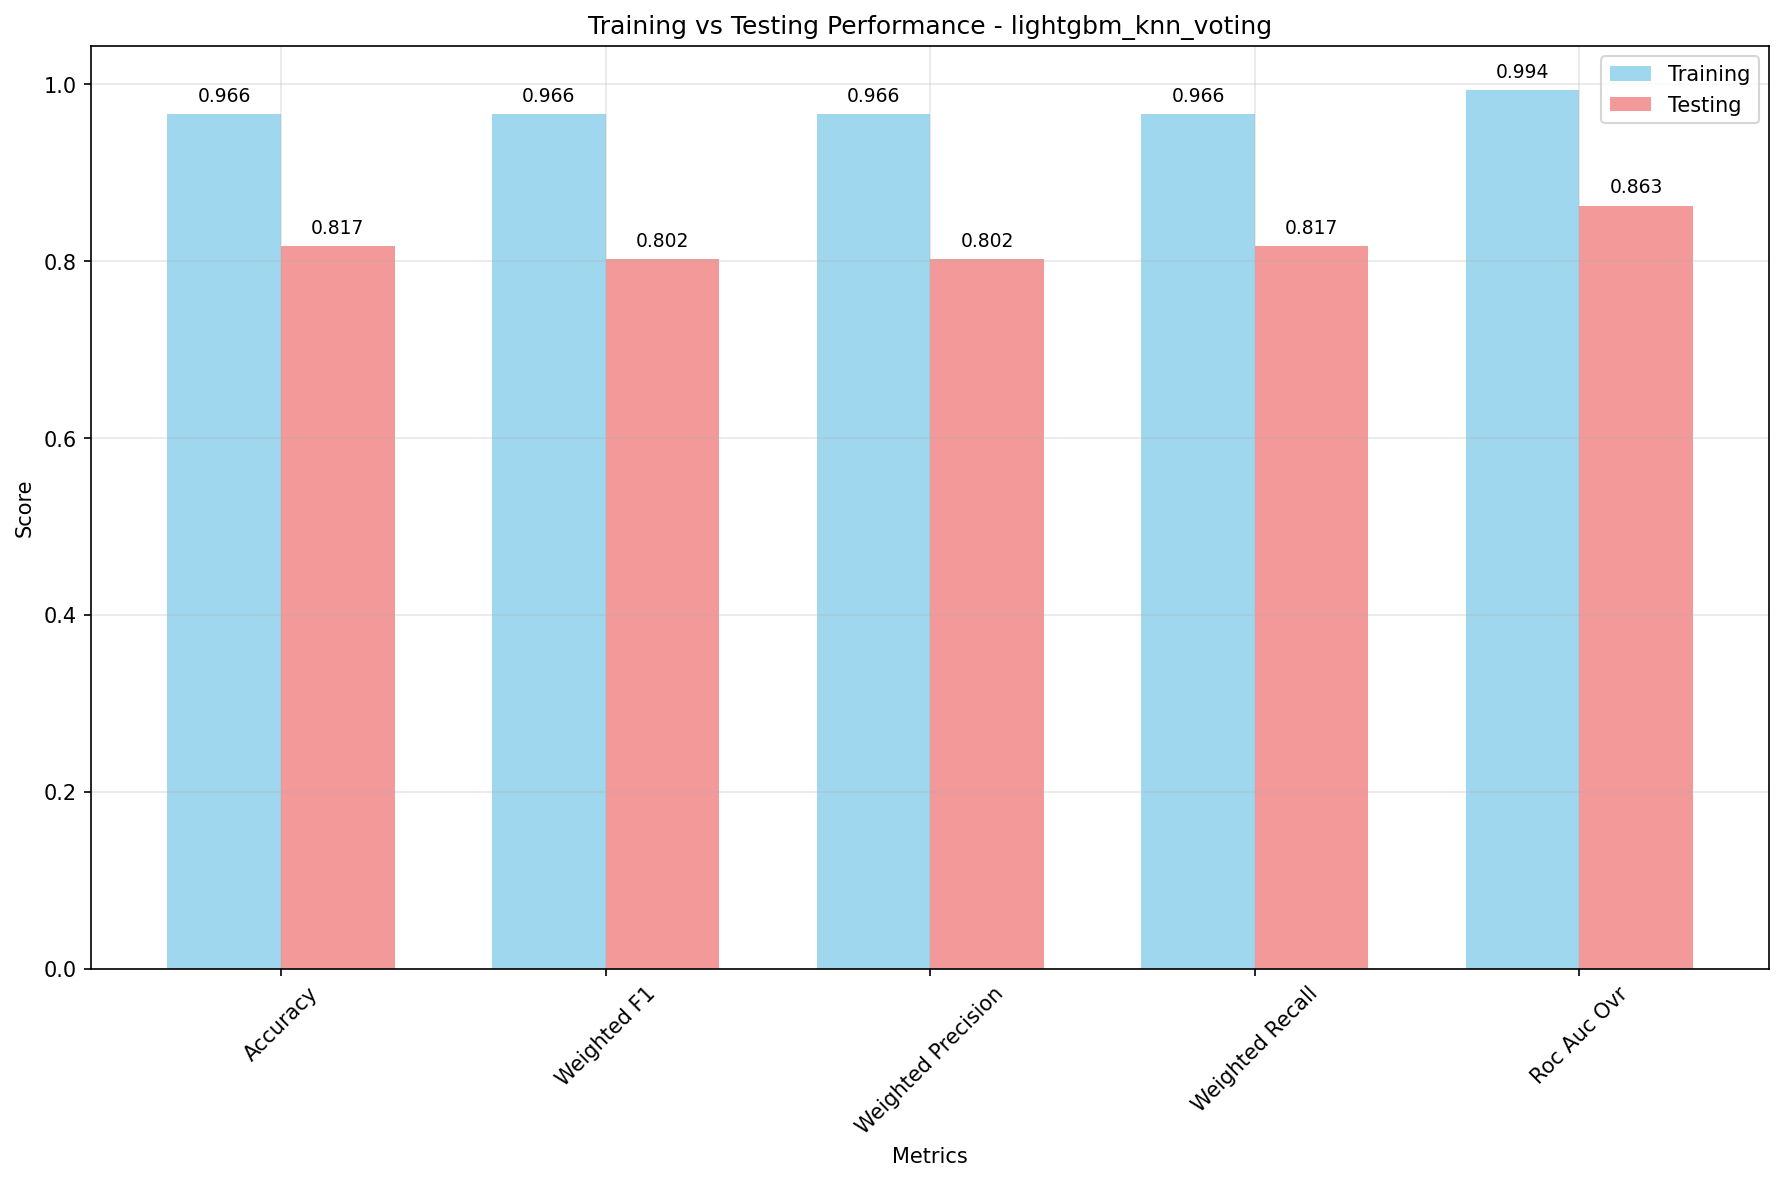 Training vs Testing Performance - lightgbm_knn_voting
Training
Testing
Score
1.0
0.8
0.6
0.4
0.2
0.0
0.966
0.817
0.966
0.802
0.966
0.802
0.966
0.817
0.994
0.863
Accuracy
Weighted F1
Weighted Precision
Weighted Recall
Roc Auc Ovr
Metrics